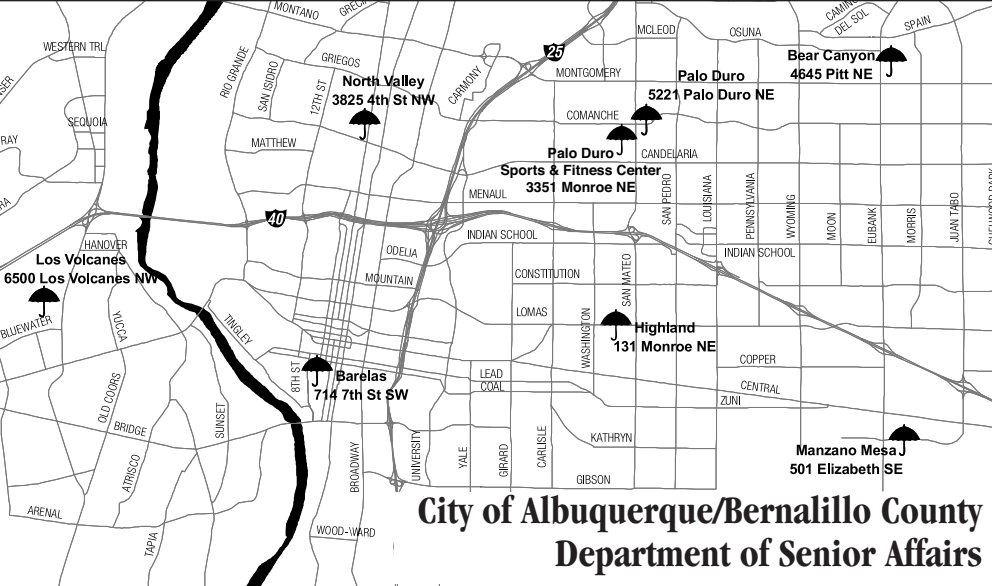 MONTANO
GRIEGO
MCLEOD
OSUNA
CAMINO
DEL SOL
SPAIN
WESTERN TRL
25
Bear Canyon
4645 Pitt NE
RIO GRANDE
SAN ISIDRO
GRIEGOS
12TH ST
CARMONY
MONTGOMERY
North Valley
3825 4th St NW
Palo Duro
5221 Palo Duro NE
SEQUOIA
RAY
MATTHEW
COMANCHE
CANDELARIA
Palo Duro
Sports & Fitness Center
3351 Monroe NE
RA
MENAUL
SAN PEDRO
LOUISIANA
PENNSYLVANIA
WYOMING
MOON
EUBANK
MORRIS
JUAN TABO
40
HANOVER
ODELIA
INDIAN SCHOOL
INDIAN SCHOOL
Los Volcanes
6500 Los Volcanes NW
MOUNTAIN
CONSTITUTION
SAN MATEO
BLUEWATER
YUCCA
TINGLEY
LOMAS
WASHINGTON
Highland
131 Monroe NE
8TH ST
Barelas
714 7th St SW
LEAD
COAL
COPPER
CENTRAL
ZUNI
OLD COORS
BRIDGE
SUNSET
ATRISCO
BROADWAY
UNIVERSITY
YALE
GIRARD
CARLISLE
KATHRYN
GIBSON
Manzano Mesa
501 Elizabeth SE
ARENAL
TAPIA
WOOD-WARD
City of Albuquerque/Bernalillo County
Department of Senior Affairs